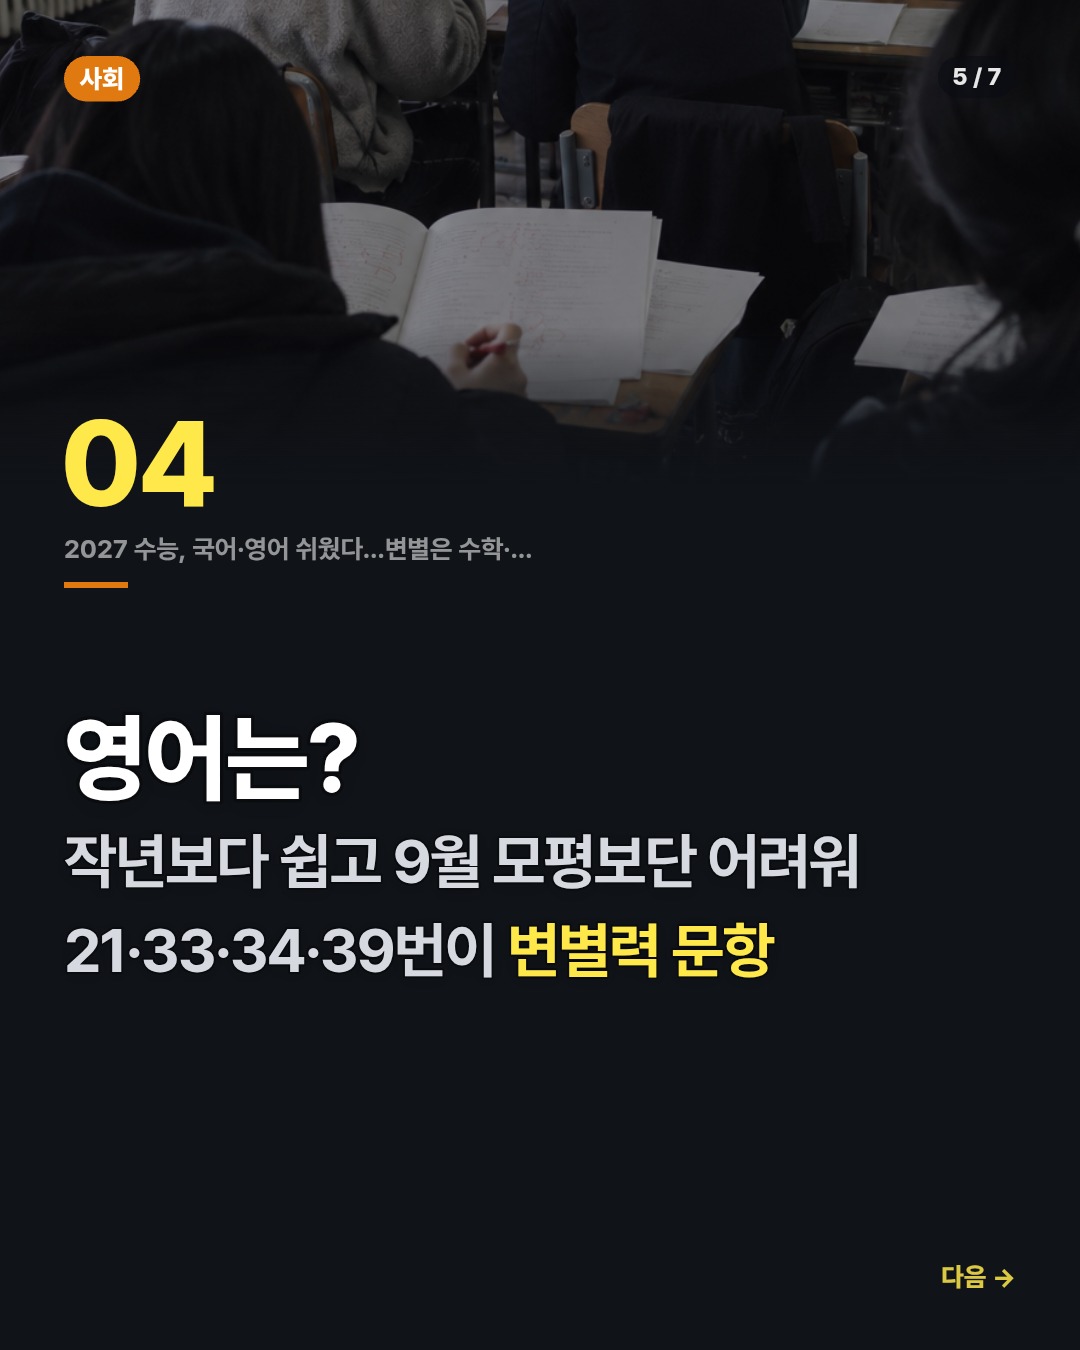 사회
5 / 7
04
2027 수능, 국어·영어 쉬웠다...변별은 수학·...
영어는?
작년보다 쉽고 9월 모평보단 어려워
21·33·34·39번이 변별력 문항
다음 →